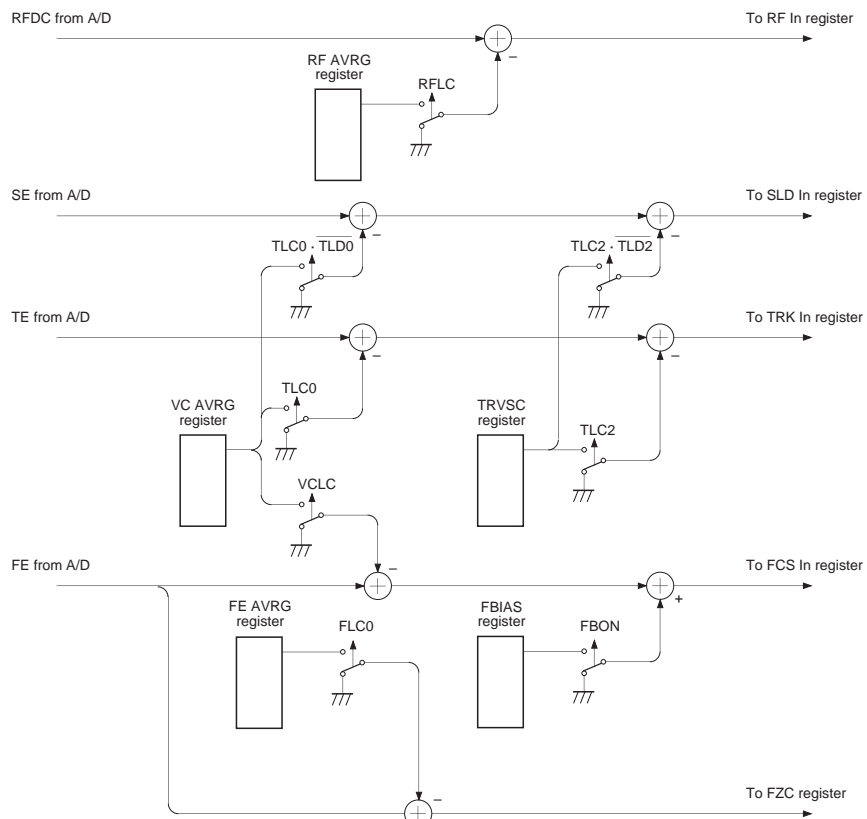 RFDC from A/D
To RF In register
RF AVRG
register
RFLC
–
SE from A/D
To SLD In register
–
–
TLC0 · T̅L̅D̅0̅
TLC2 · T̅L̅D̅2̅
TE from A/D
To TRK In register
–
–
TLC0
VC AVRG
register
TRVSC
register
TLC2
VCLC
–
FE from A/D
To FCS In register
+
FE AVRG
register
FLC0
FBIAS
register
FBON
–
To FZC register